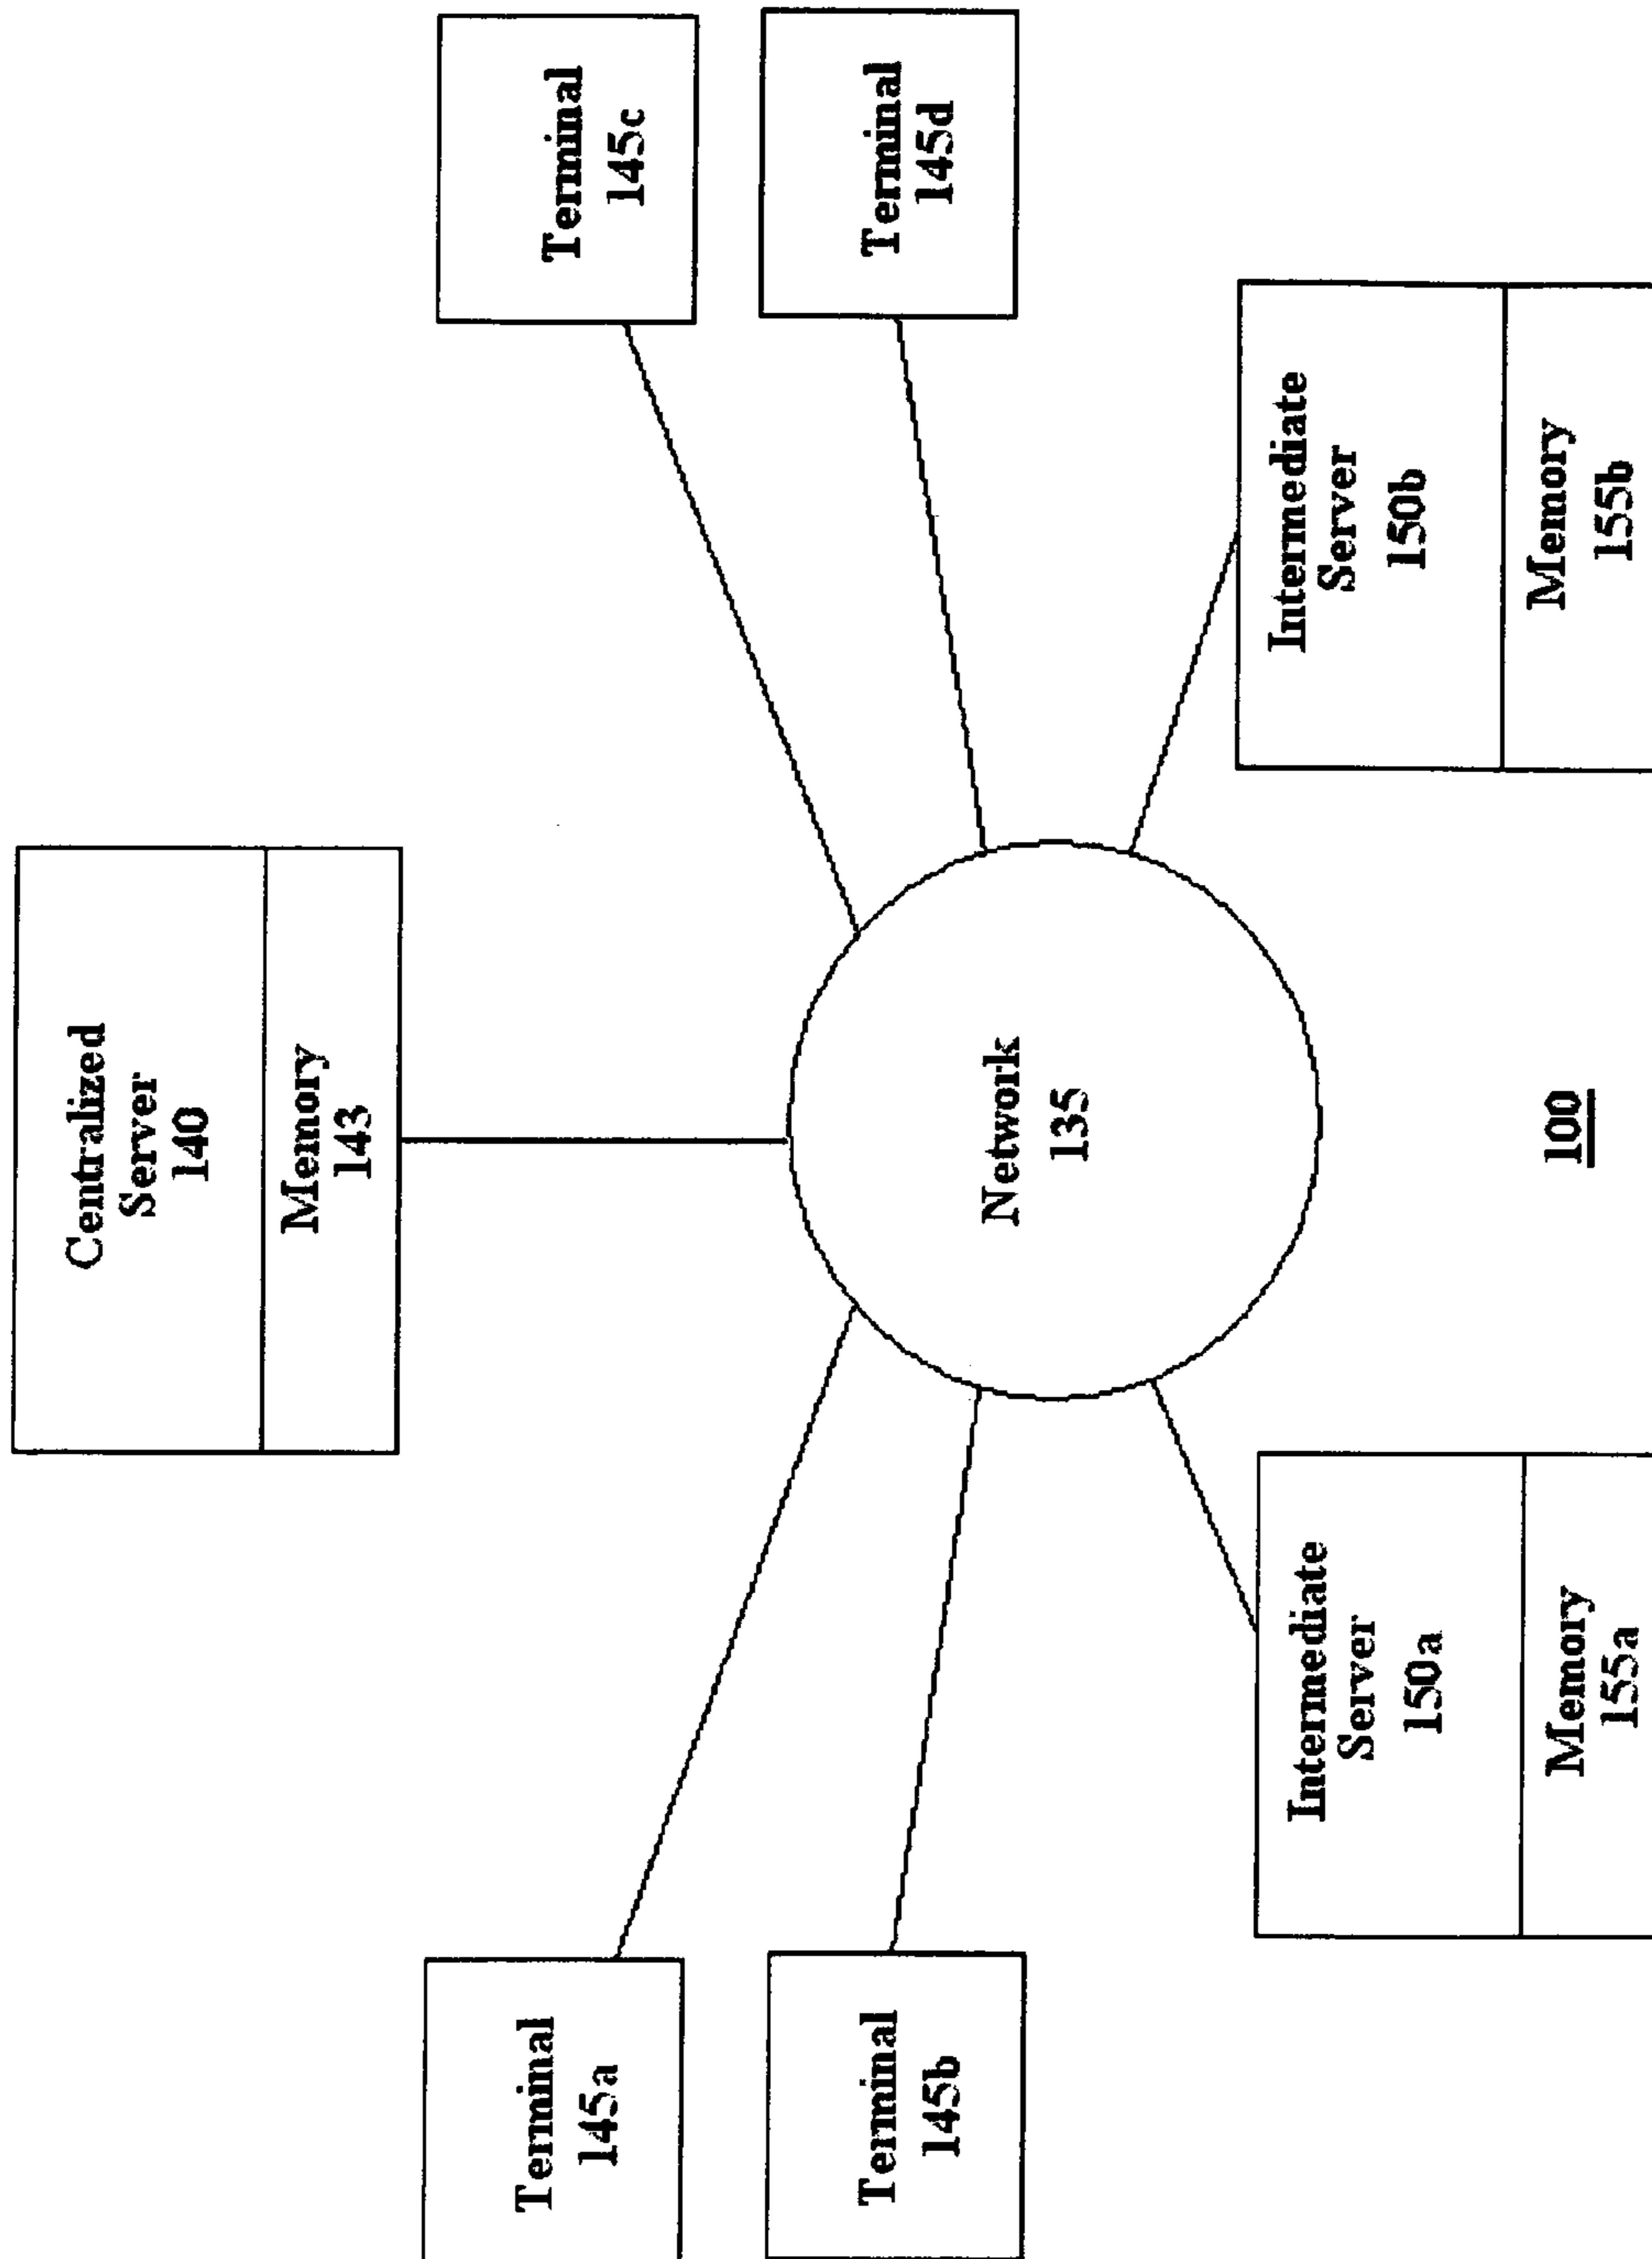 Centralized
Server
140
Memory
143
Terminal
145a
Terminal
145c
Terminal
145b
Terminal
145d
Network
135
Intermediate
Server
150a
Memory
155a
Intermediate
Server
150b
Memory
155b
100